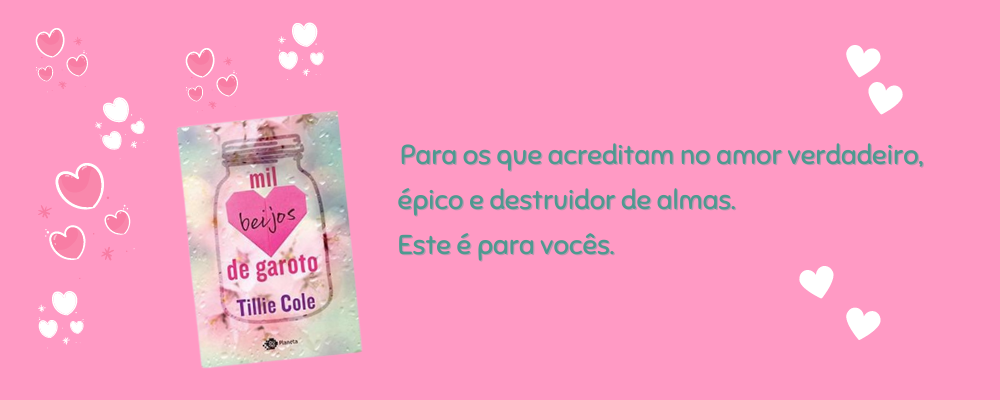 mil
beijos
de garoto
Tillie Cole
Planeta
Para os que acreditam no amor verdadeiro,
épico e destruidor de almas.
Este é para vocês.